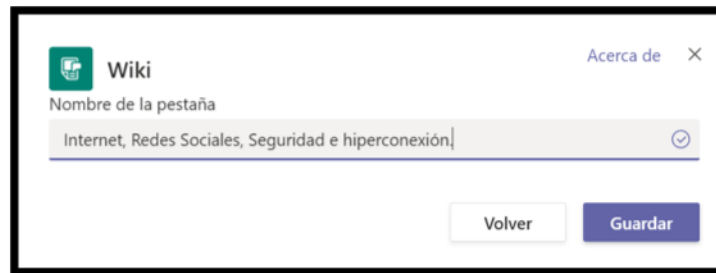 Acerca de
Wiki
Nombre de la pestaña
Internet, Redes Sociales, Seguridad e hiperconexión.
Volver
Guardar